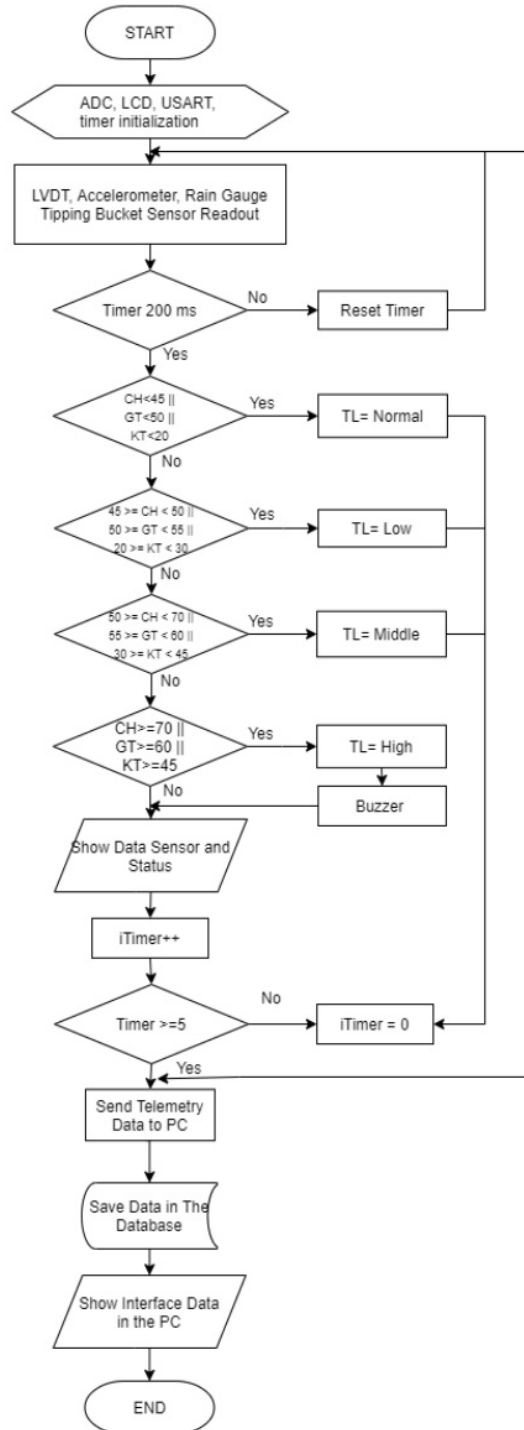 START
ADC, LCD, USART,
timer initialization
LVDT, Accelerometer, Rain Gauge
Tipping Bucket Sensor Readout
Timer 200 ms
No
Reset Timer
Yes
CH<45 ||
GT<50 ||
KT<20
Yes
TL= Normal
No
45 >= CH < 50 ||
50 >= GT < 55 ||
20 >= KT < 30
Yes
TL= Low
No
50 >= CH < 70 ||
55 >= GT < 60 ||
30 >= KT < 45
Yes
TL= Middle
No
CH>=70 ||
GT>=60 ||
KT>=45
Yes
TL= High
No
Buzzer
Show Data Sensor and
Status
iTimer++
Timer >=5
No
iTimer = 0
Yes
Send Telemetry
Data to PC
Save Data in The
Database
Show Interface Data
in the PC
END